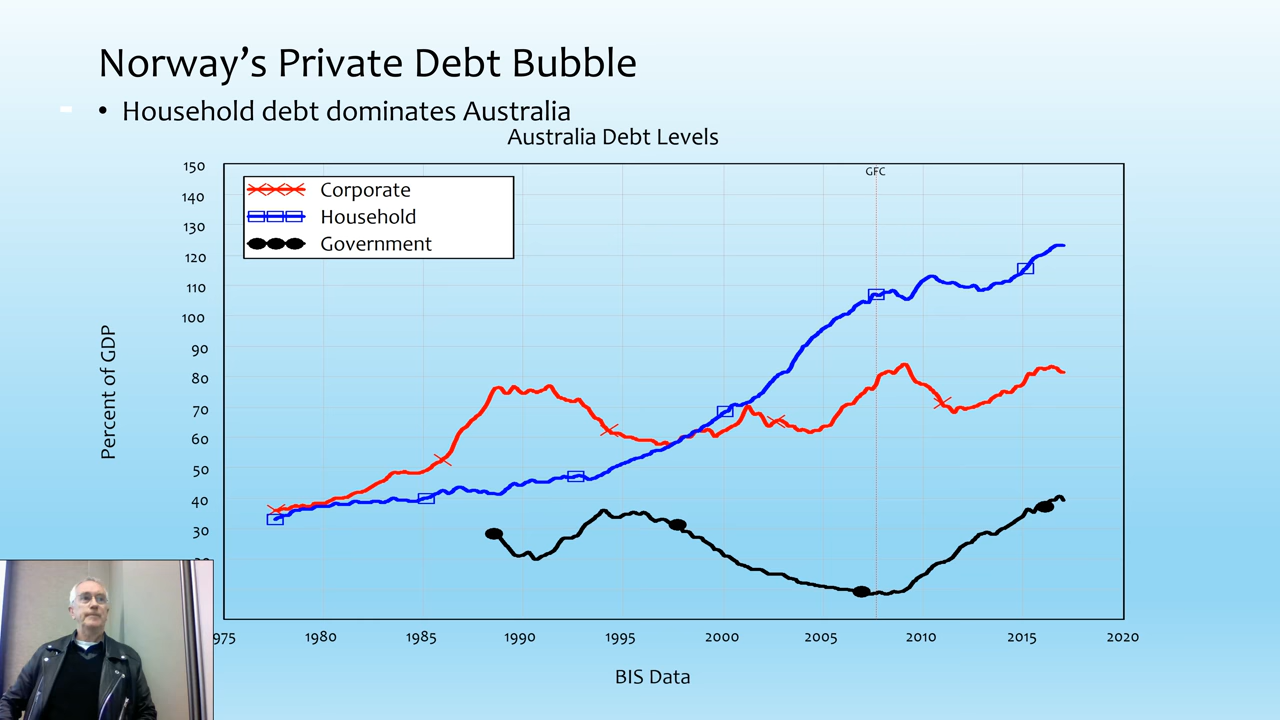 Norway's Private Debt Bubble
• Household debt dominates Australia
Australia Debt Levels
150
140
130
120
110
100
90
80
70
60
50
40
30
GFC
Corporate
Household
Government
Percent of GDP
975 1980 1985 1990 1995 2000 2005 2010 2015 2020
BIS Data